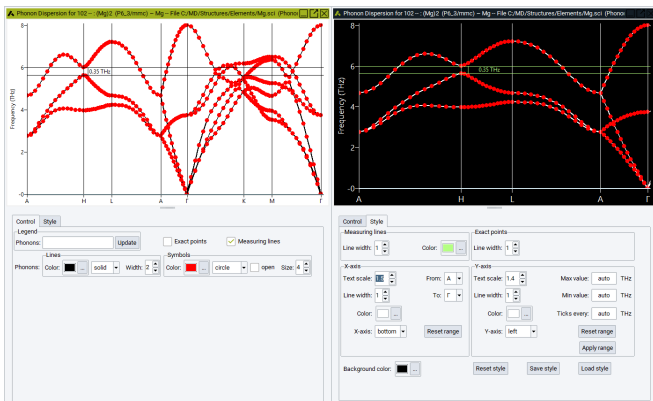 Phonon Dispersion for 102 -- : (Mg)2 (P6_3/mmc) ~ Mg -- File C:/MD/Structures/Elements/Mg.sci (Phonon
8-
6-
4-
2-
-0
Frequency (THz)
0.35 THz
A H L A Γ K M Γ
Control Style
Legend
Phonons: Update Exact points Measuring lines
Lines Symbols
Phonons: Color: ... solid Width: 2 Color: ... circle open Size: 4
Phonon Dispersion for 102 -- : (Mg)2 (P6_3/mmc) ~ Mg -- File C:/MD/Structures/Elements/Mg.sci (Phono
8-
6-
4-
2-
-0
Frequency (THz)
0.35 THz
A H L A Γ
Control Style
Measuring lines Exact points
Line width: 1 Color: ... Line width: 1
X-axis Y-axis
Text scale: From: A Text scale: 1.4 Max value: auto THz
Line width: 1 To: Γ Line width: 1 Min value: auto THz
Color: ... Color: ... Ticks every: auto THz
X-axis: bottom Reset range Y-axis: left Reset range
Apply range
Background color: ... Reset style Save style Load style